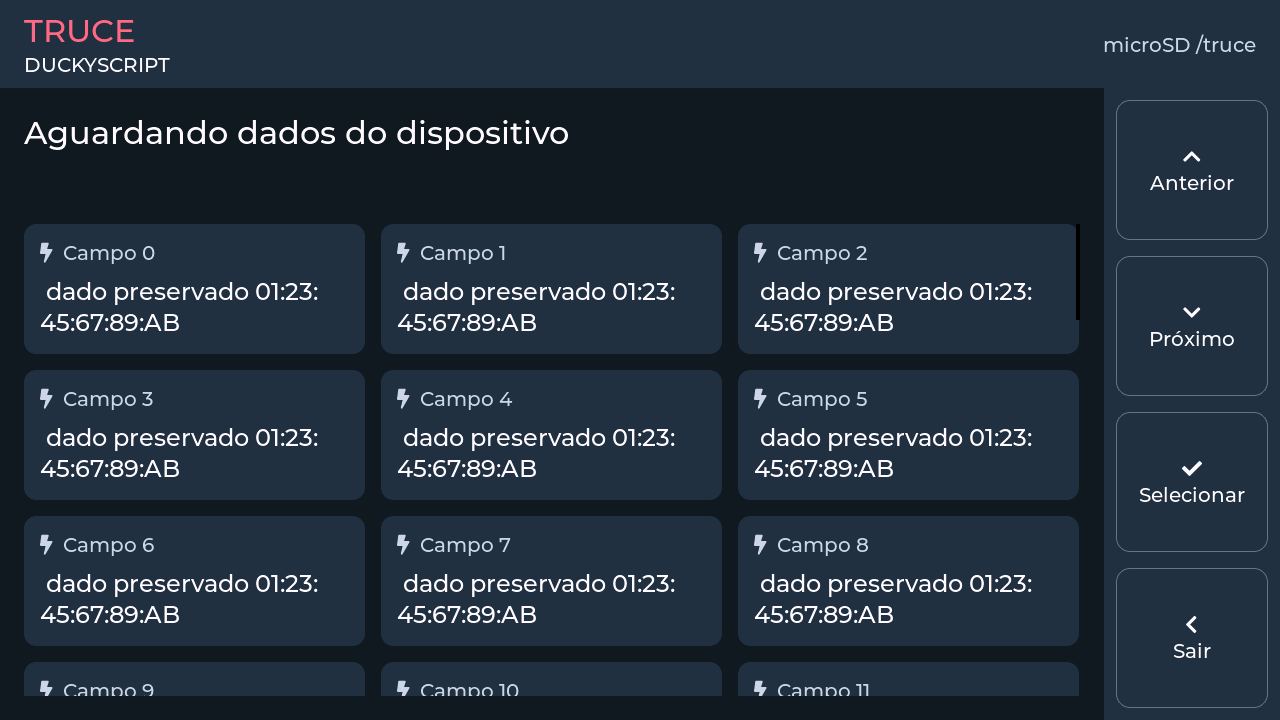 TRUCE
DUCKYSCRIPT
microSD /truce
Aguardando dados do dispositivo
Campo 0
dado preservado 01:23:
45:67:89:AB
Campo 1
dado preservado 01:23:
45:67:89:AB
Campo 2
dado preservado 01:23:
45:67:89:AB
Campo 3
dado preservado 01:23:
45:67:89:AB
Campo 4
dado preservado 01:23:
45:67:89:AB
Campo 5
dado preservado 01:23:
45:67:89:AB
Campo 6
dado preservado 01:23:
45:67:89:AB
Campo 7
dado preservado 01:23:
45:67:89:AB
Campo 8
dado preservado 01:23:
45:67:89:AB
Campo 9
Campo 10
Campo 11
Anterior
Próximo
Selecionar
Sair